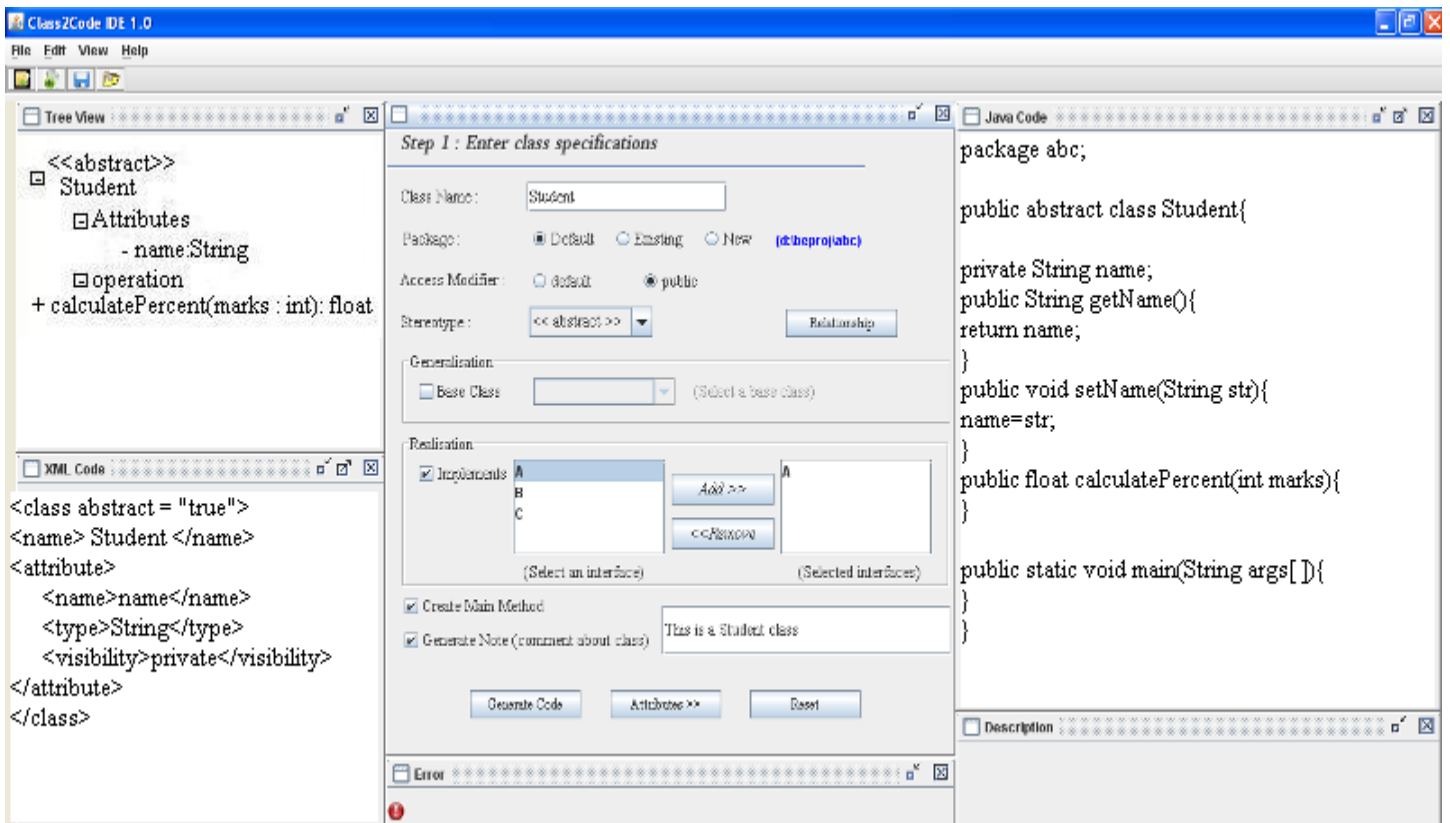 Class2Code IDE 1.0
File Edit View Help
Tree View
<<abstract>>
Student
Attributes
- name:String
operation
+ calculatePercent(marks : int): float
XML Code
<class abstract = "true">
<name> Student </name>
<attribute>
<name>name</name>
<type>String</type>
<visibility>private</visibility>
</attribute>
</class>
Step 1 : Enter class specifications
Class Name : Student
Package : Default Existing New (d:\beproj\abc)
Access Modifier : default public
Stereotype : << abstract >> Relationship
Generalisation
Base Class (Select a base class)
Realisation
Implements A Add >> A
B
C <<Remove
(Select an interface) (Selected interfaces)
Create Main Method
Generate Note (comment about class) This is a Student class
Generate Code Attributes >> Reset
Error
Java Code
package abc;
public abstract class Student{
private String name;
public String getName(){
return name;
}
public void setName(String str){
name=str;
}
public float calculatePercent(int marks){
}
public static void main(String args[ ]){
}
}
Description